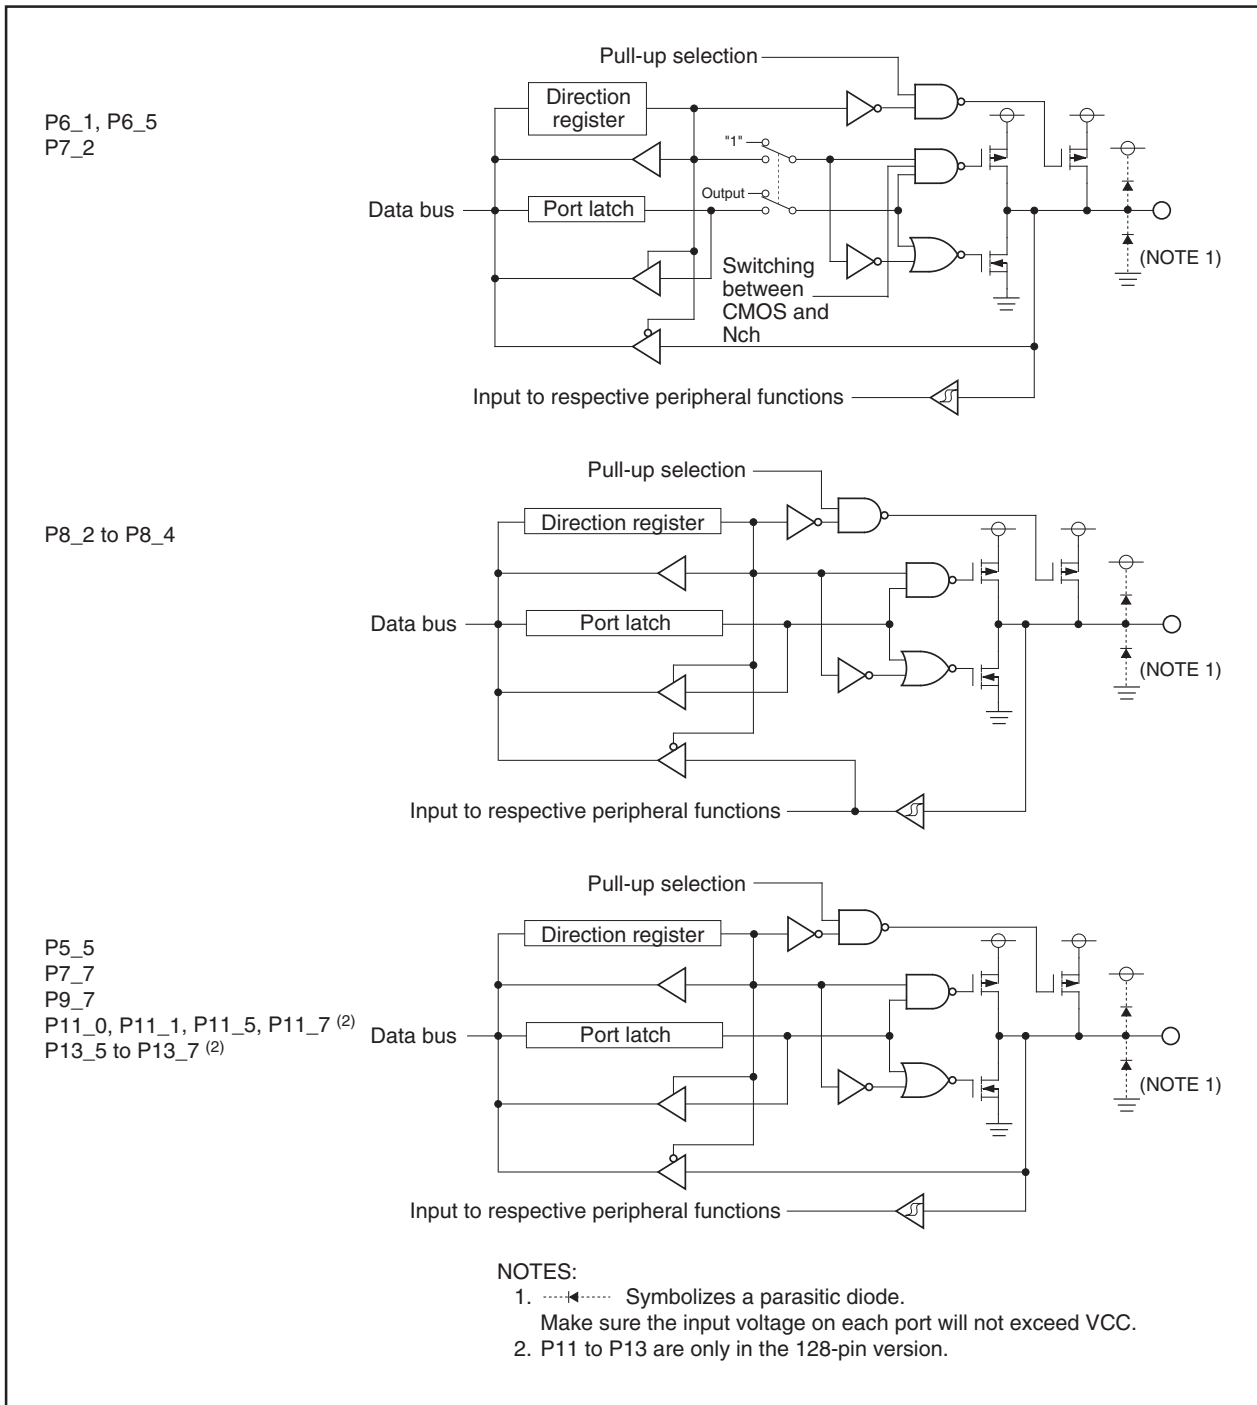 Pull-up selection
P6_1, P6_5
P7_2
Direction
register
"1"
Output
Data bus
Port latch
Switching
between
CMOS and
Nch
(NOTE 1)
Input to respective peripheral functions
Pull-up selection
P8_2 to P8_4
Direction register
Data bus
Port latch
(NOTE 1)
Input to respective peripheral functions
Pull-up selection
P5_5
P7_7
P9_7
P11_0, P11_1, P11_5, P11_7 (2)
P13_5 to P13_7 (2)
Direction register
Data bus
Port latch
(NOTE 1)
Input to respective peripheral functions
NOTES:
1. Symbolizes a parasitic diode.
Make sure the input voltage on each port will not exceed VCC.
2. P11 to P13 are only in the 128-pin version.